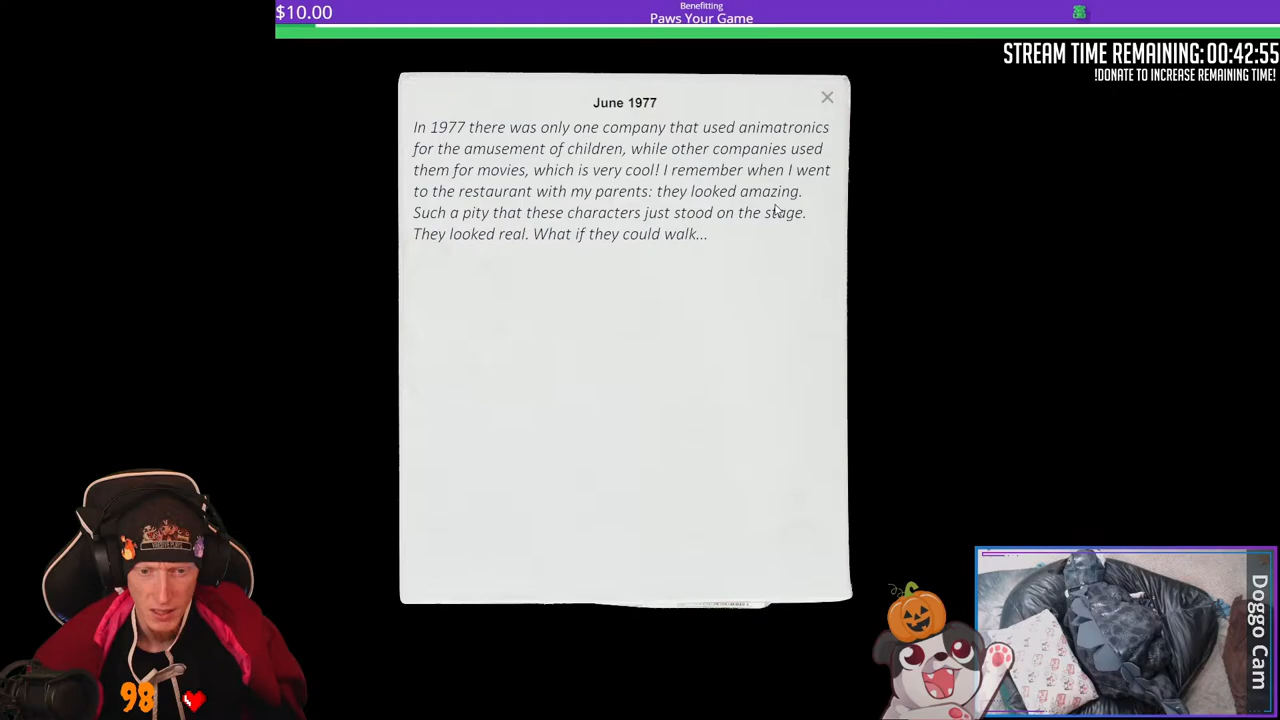 $10.00
Benefitting
Paws Your Game
STREAM TIME REMAINING: 00:42:55
!DONATE TO INCREASE REMAINING TIME!
June 1977
In 1977 there was only one company that used animatronics
for the amusement of children, while other companies used
them for movies, which is very cool! I remember when I went
to the restaurant with my parents: they looked amazing.
Such a pity that these characters just stood on the stage.
They looked real. What if they could walk...
98
Doggo Cam